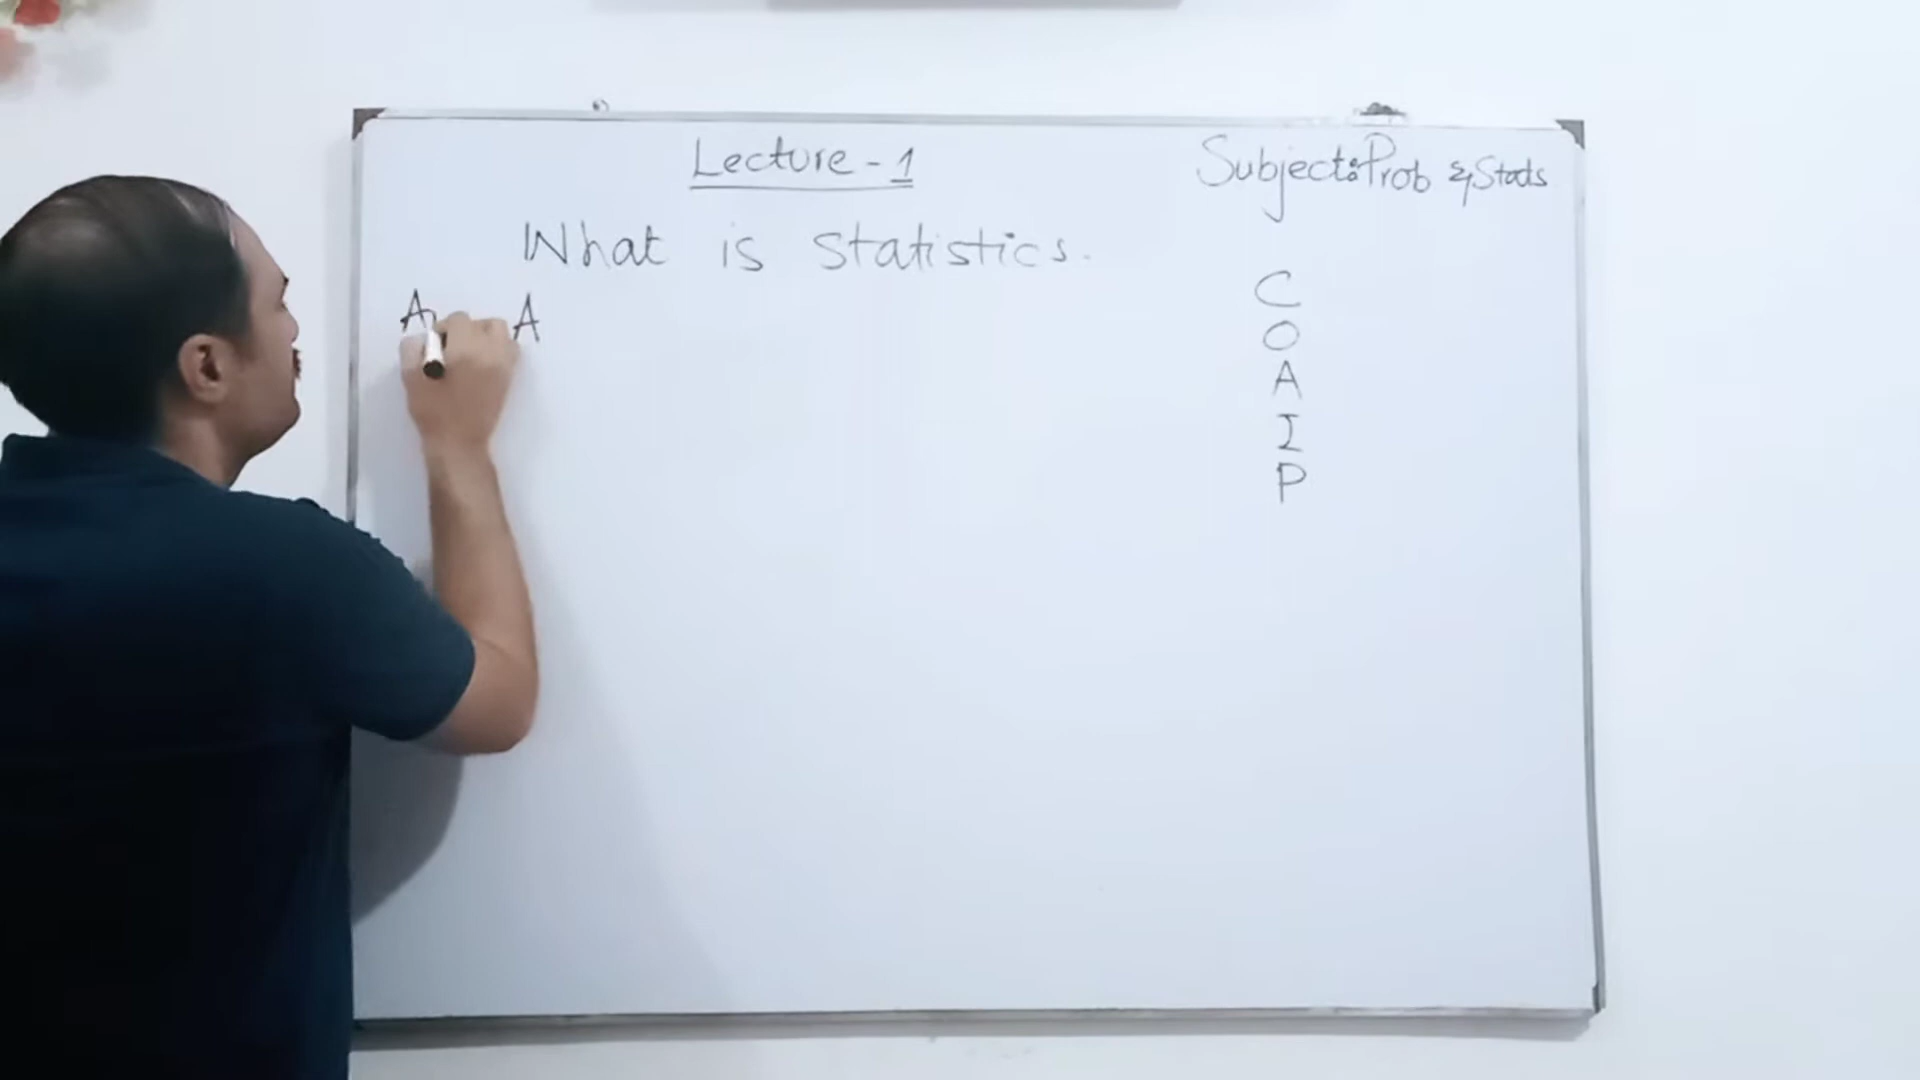 Lecture - 1
Subject: Prob & Stats
What is statistics.
A A
C
O
A
I
P